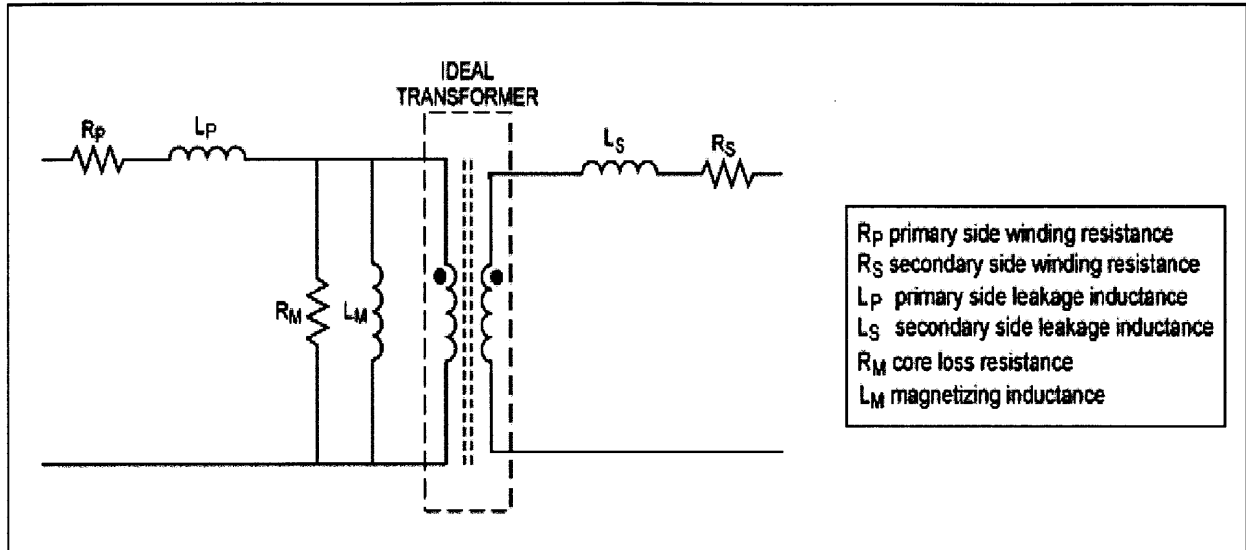 IDEAL
TRANSFORMER
RP
LP
LS
RS
RM
LM
RP primary side winding resistance
RS secondary side winding resistance
LP primary side leakage inductance
LS secondary side leakage inductance
RM core loss resistance
LM magnetizing inductance